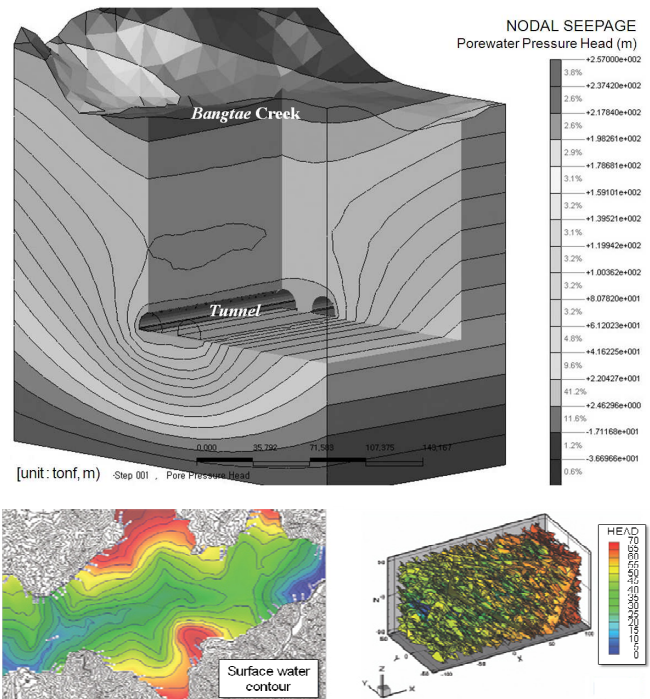 NODAL SEEPAGE
Porewater Pressure Head (m)
+2.57000e+002
3.8%
+2.37420e+002
2.6%
+2.17840e+002
2.6%
+1.98261e+002
2.9%
+1.78681e+002
3.1%
+1.59101e+002
3.2%
+1.39521e+002
3.1%
+1.19942e+002
3.2%
+1.00362e+002
3.2%
+8.07820e+001
3.2%
+6.12023e+001
4.8%
+4.16225e+001
9.6%
+2.20427e+001
41.2%
+2.46296e+000
11.6%
-1.71168e+001
1.2%
-3.66966e+001
0.6%
Bangtae Creek
Tunnel
0.000 35.792 71.583 107.375 143.167
[unit : tonf, m) Step 001 , Pore Pressure Head
Surface water
contour
HEAD
70
65
60
55
50
45
40
35
30
25
20
15
10
5
0
Z
Y
X
-100
-50
0
50
100
Z
Y
X